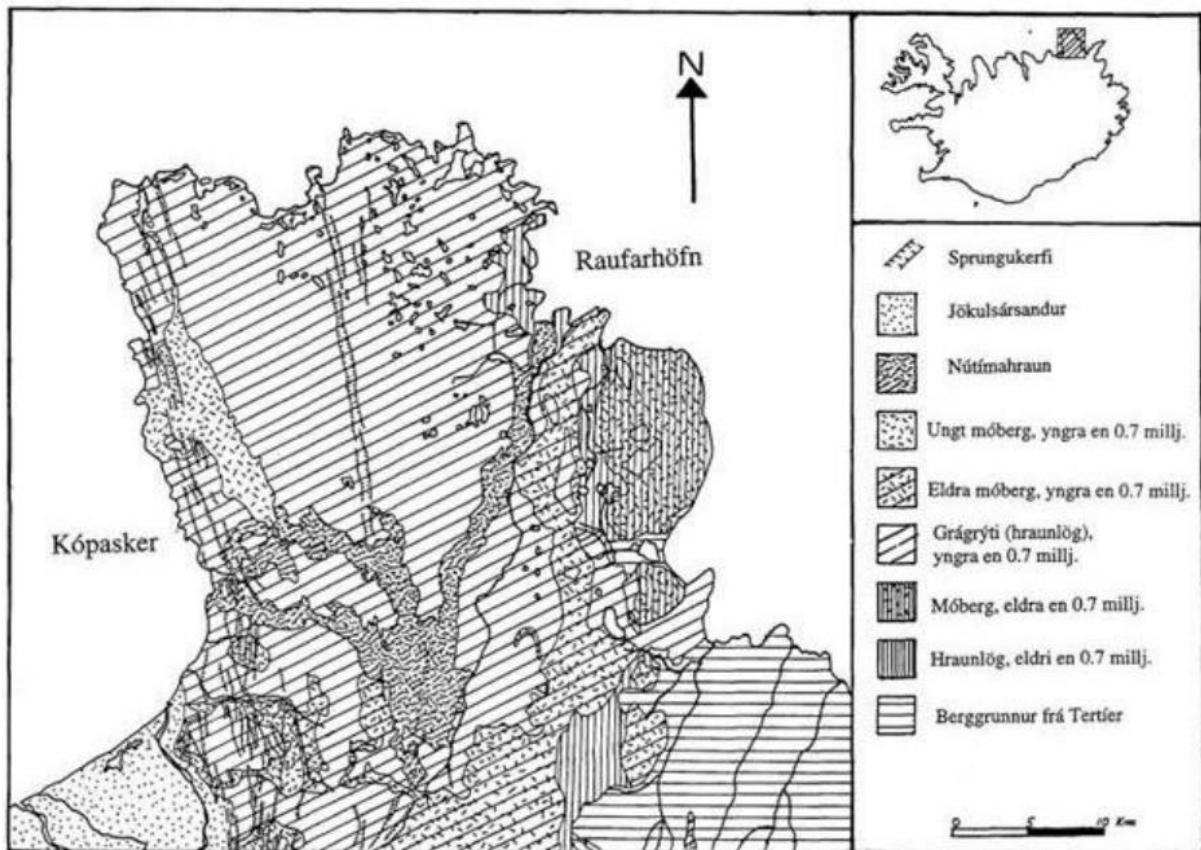 N
Raufarhöfn
Kópasker
Sprungukerfi
Jökulsársandur
Nútímahraun
Ungt móberg, yngra en 0.7 millj.
Eldra móberg, yngra en 0.7 millj.
Grágrýti (hraunlög),
yngra en 0.7 millj.
Móberg, eldra en 0.7 millj.
Hraunlög, eldri en 0.7 millj.
Berggrunnur frá Tertíer
0 5 10 Km